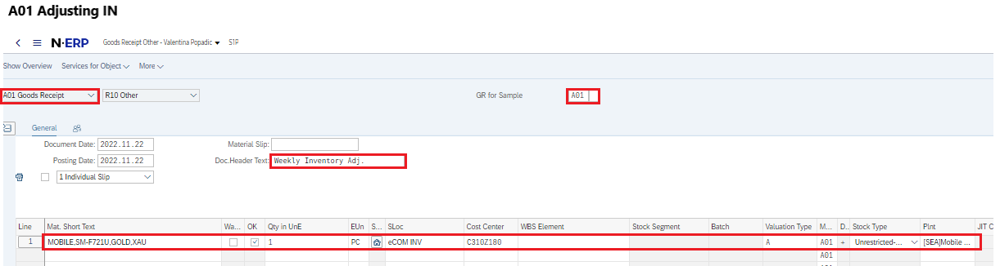 A01 Adjusting IN
N-ERP Goods Receipt Other - Valentina Popadic S1P
Show Overview Services for Object More
A01 Goods Receipt R10 Other GR for Sample A01
General
Document Date: 2022.11.22 Material Slip:
Posting Date: 2022.11.22 Doc.Header Text: Weekly Inventory Adj.
1 Individual Slip
Line Mat. Short Text Wa... OK Qty in UnE EUn S... SLoc Cost Center WBS Element Stock Segment Batch Valuation Type M... D.. Stock Type Plnt JIT C
1 MOBILE,SM-F721U,GOLD,XAU 1 PC eCOM INV C310Z180 A A01 + Unrestricted-... [SEA]Mobile ...
A01